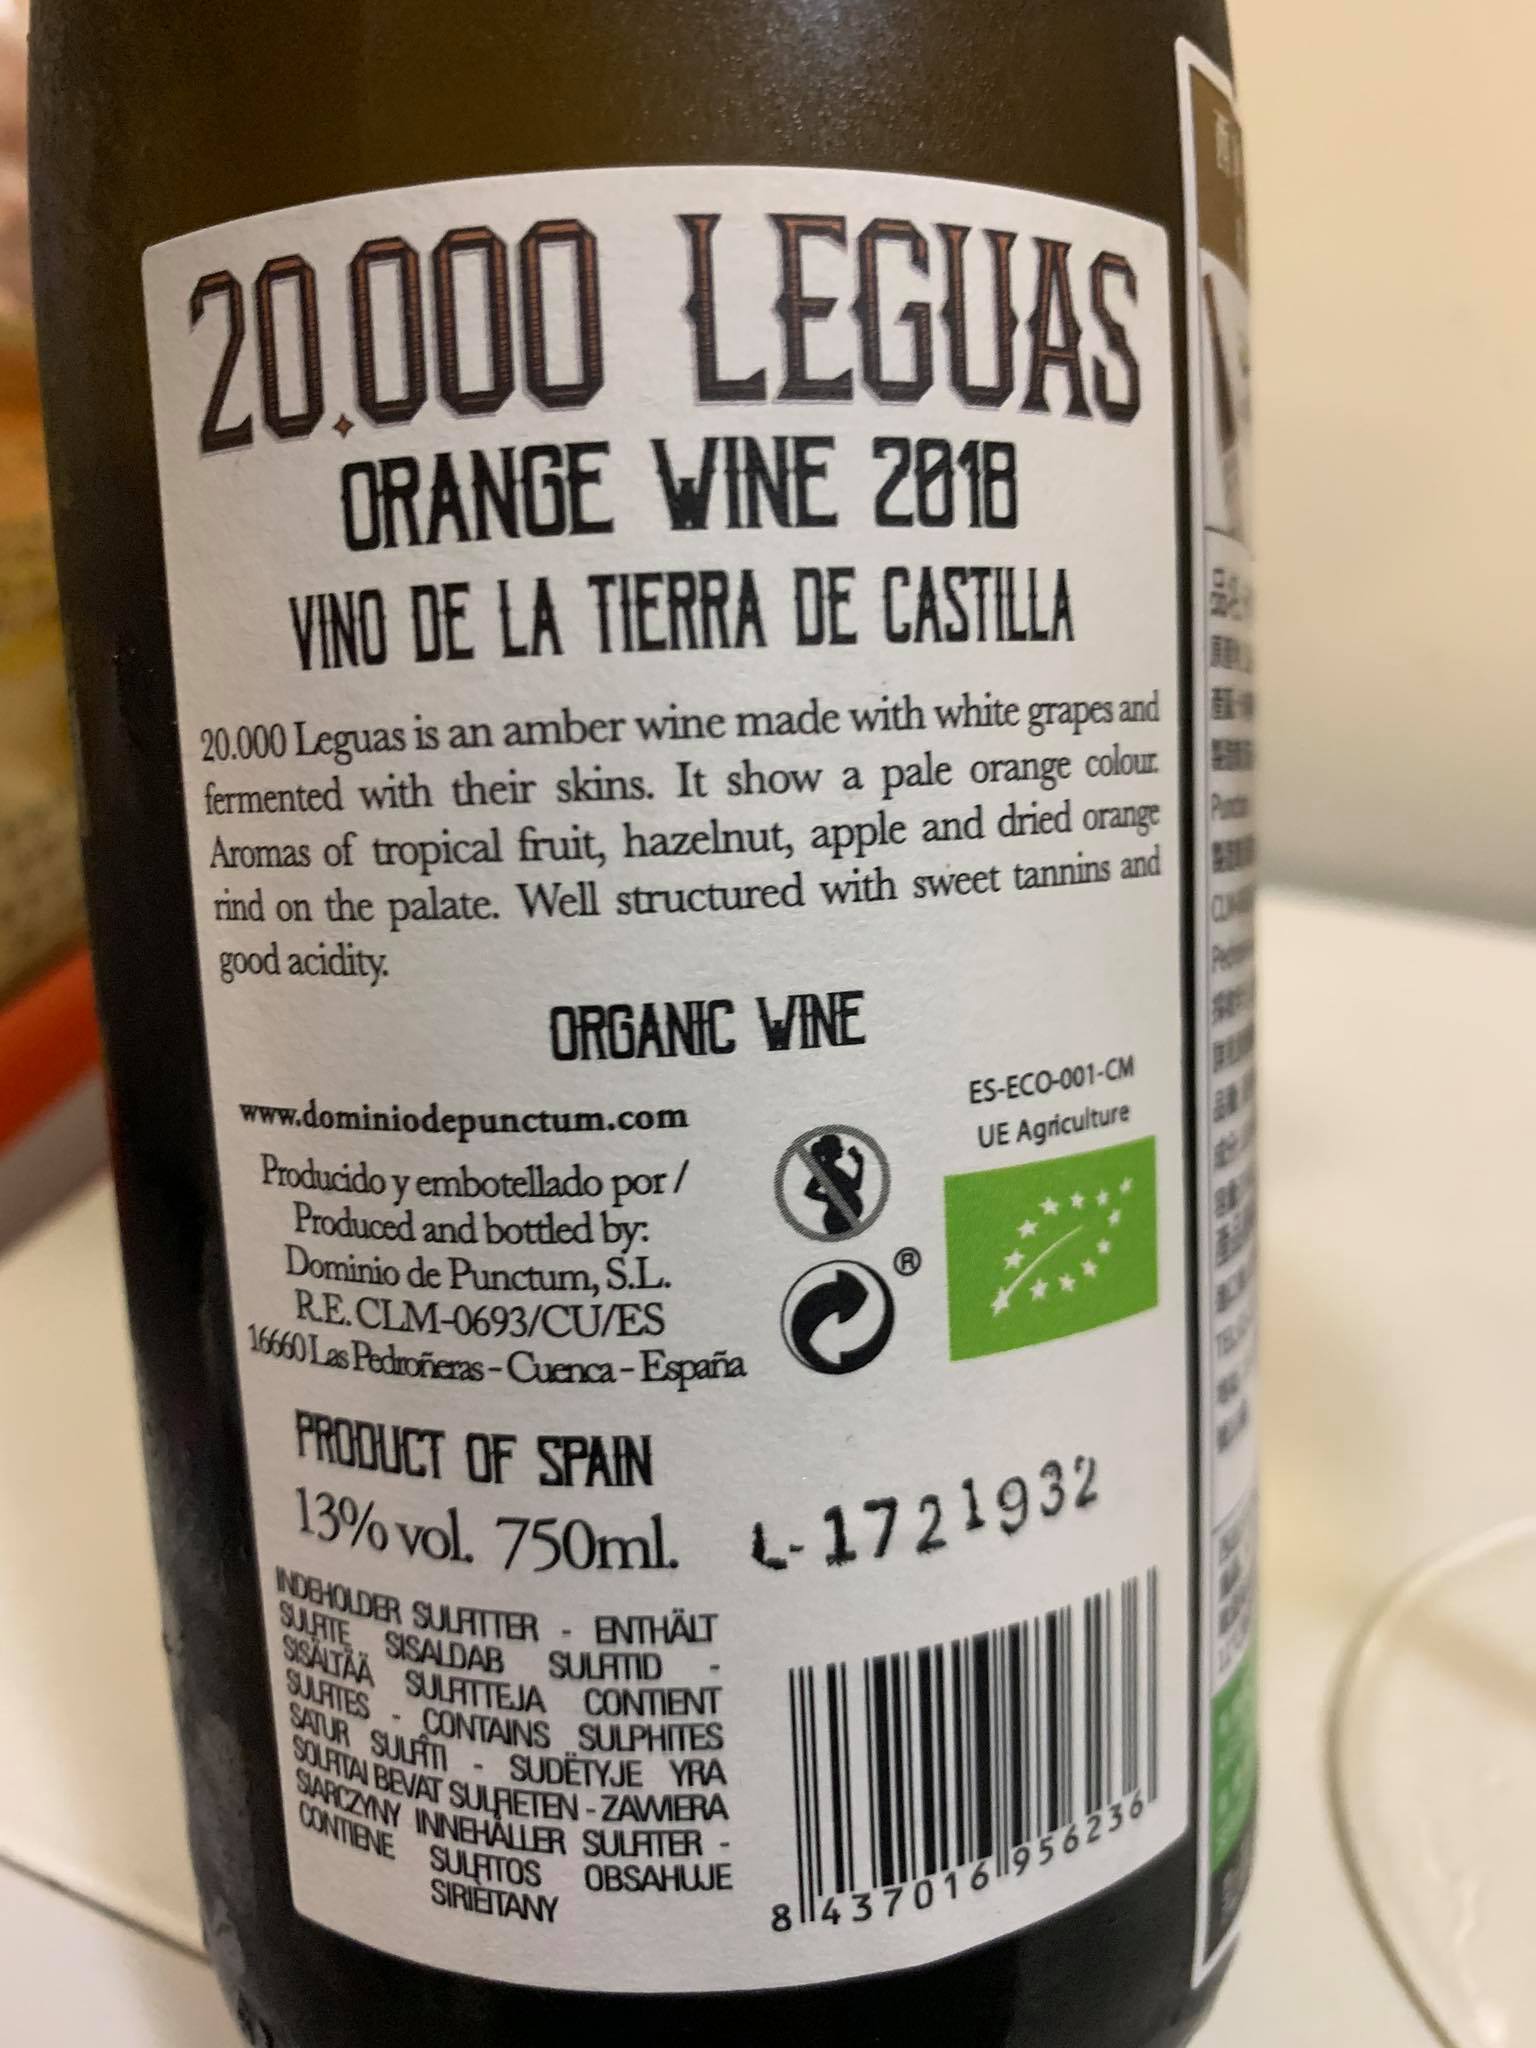 20.000 LEGUAS
ORANGE WINE 2018
VINO DE LA TIERRA DE CASTILLA
20.000 Leguas is an amber wine made with white grapes and
fermented with their skins. It show a pale orange colour.
Aromas of tropical fruit, hazelnut, apple and dried orange
rind on the palate. Well structured with sweet tannins and
good acidity.
ORGANIC WINE
www.dominiodepunctum.com
Producido y embotellado por /
Produced and bottled by:
Dominio de Punctum, S.L.
R.E. CLM-0693/CU/ES
16660 Las Pedroñeras - Cuenca - España
ES-ECO-001-CM
UE Agriculture
®
PRODUCT OF SPAIN
13% vol. 750ml.
L-1721932
INDEHOLDER SULFITTER - ENTHÄLT
SULFITE SISALDAB SULFITID -
SISÄLTÄÄ SULFITTEJA CONTIENT
SULFITES - CONTAINS SULPHITES
SATUR SULFĪTI - SUDËTYJE YRA
SOLFITAI BEVAT SULFIETEN - ZAWIERA
SIARCZYNY INNEHÅLLER SULFITER -
CONTIENE SULFITOS OBSAHUJE
SIRIËITANY
8 437016 956236